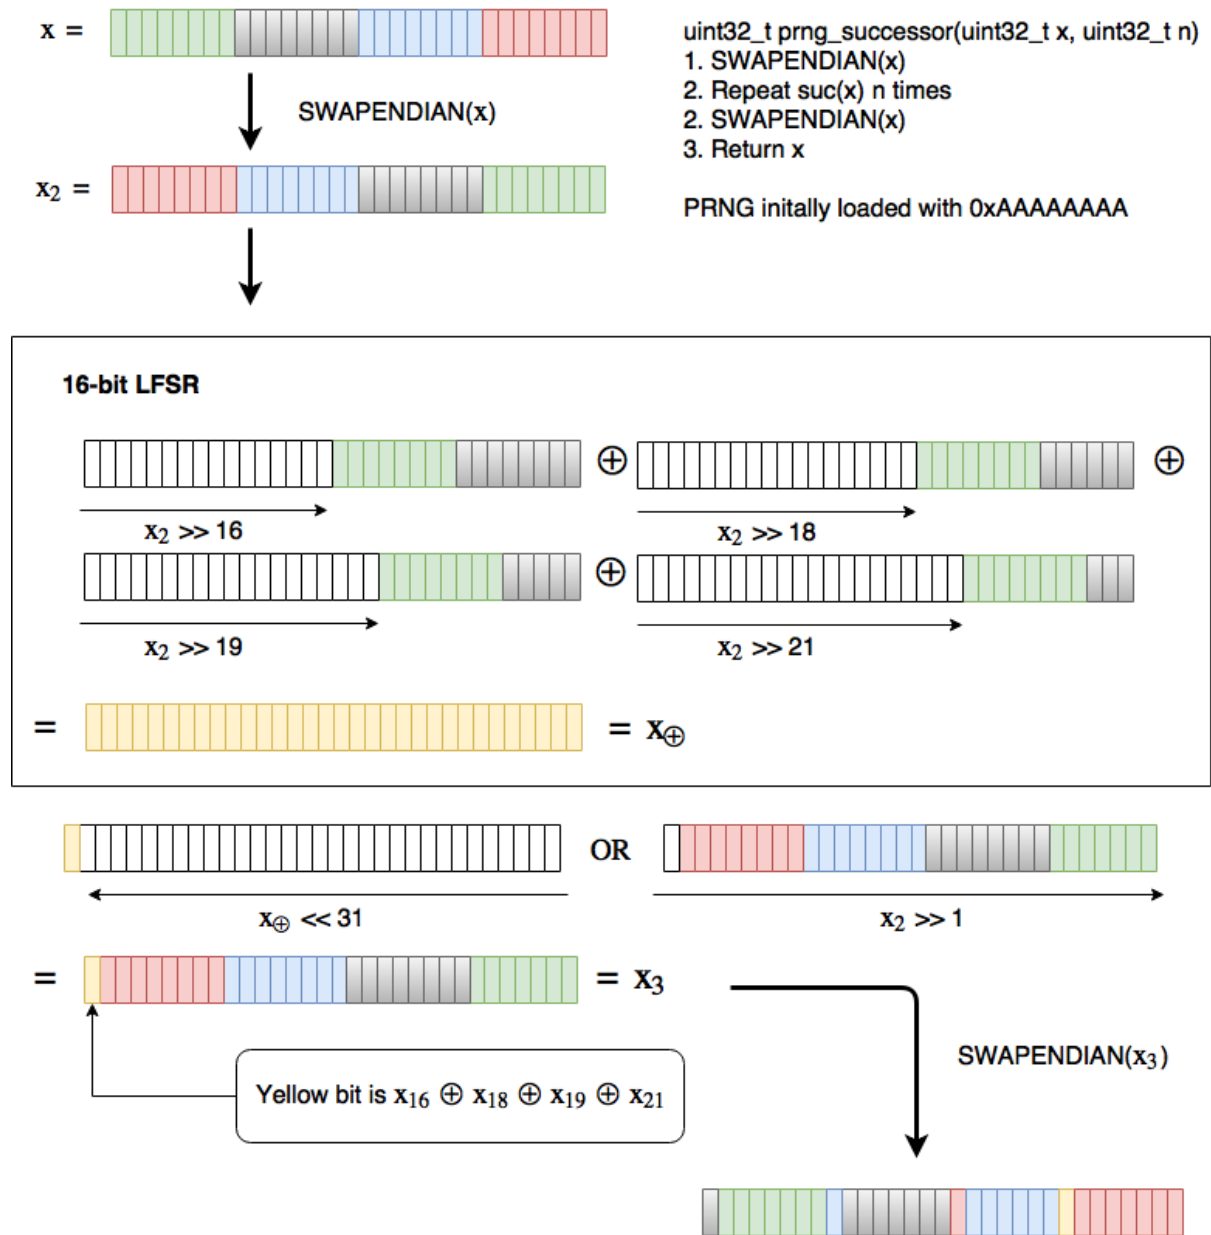 x =
uint32_t prng_successor(uint32_t x, uint32_t n)
1. SWAPENDIAN(x)
2. Repeat suc(x) n times
2. SWAPENDIAN(x)
3. Return x
SWAPENDIAN(x)
x₂ =
PRNG initally loaded with 0xAAAAAAAA
16-bit LFSR
⊕ ⊕
x₂ >> 16
x₂ >> 18
⊕
x₂ >> 19
x₂ >> 21
= = x⊕
OR
x⊕ << 31
x₂ >> 1
= = x₃
SWAPENDIAN(x₃)
Yellow bit is x₁₆ ⊕ x₁₈ ⊕ x₁₉ ⊕ x₂₁